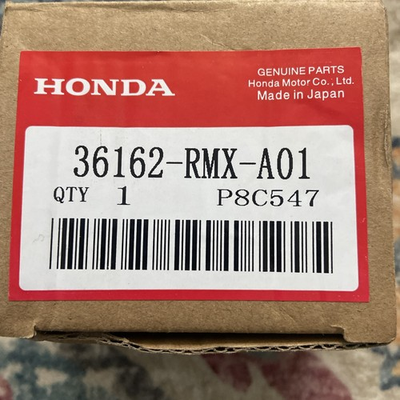 HONDA
GENUINE PARTS
Honda Motor Co., Ltd.
Made in Japan
36162-RMX-A01
QTY 1 P8C547